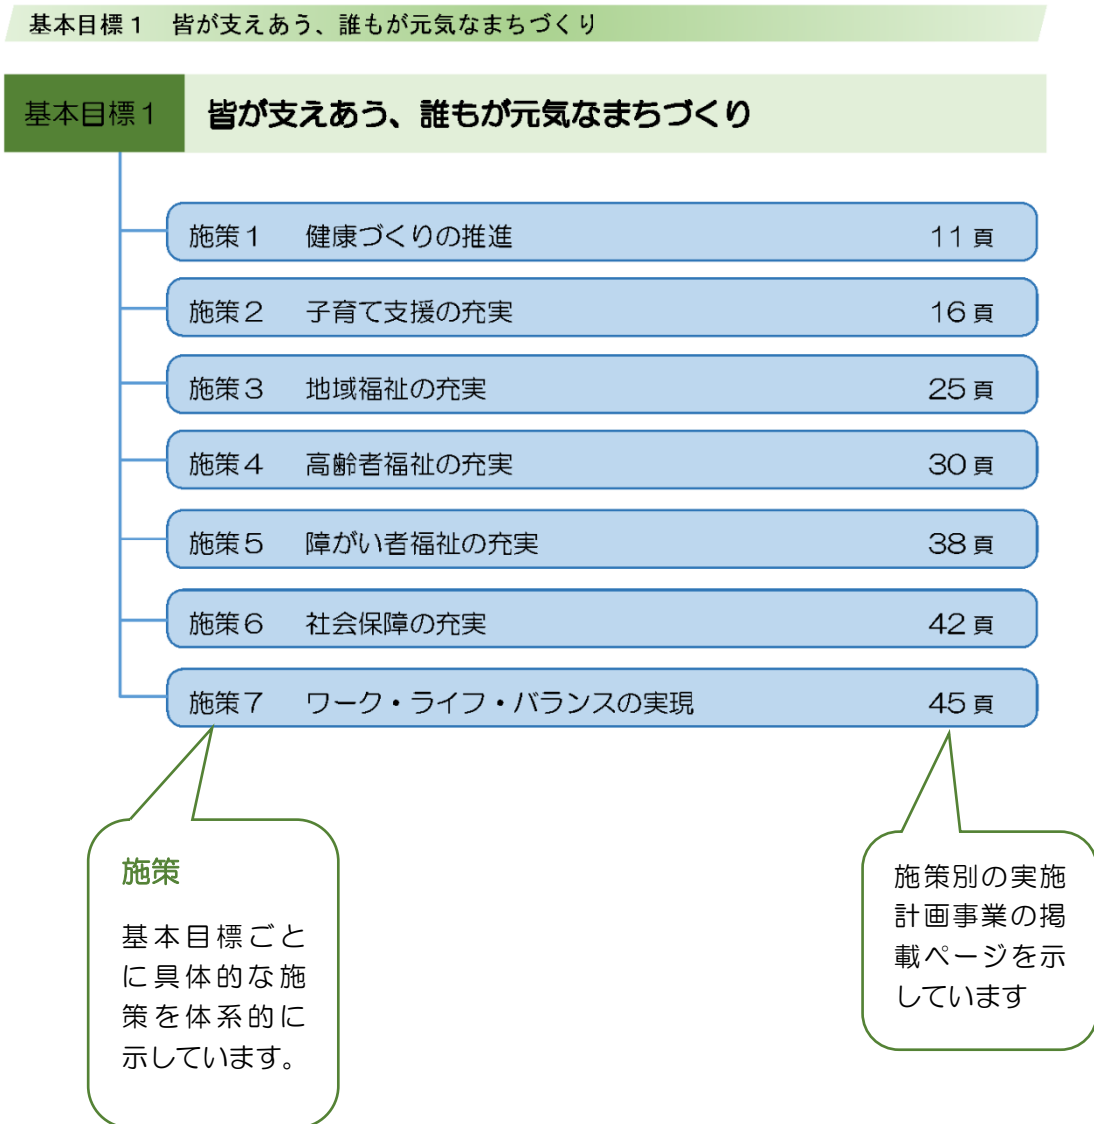 基本目標１　皆が支えあう、誰もが元気なまちづくり
基本目標１　皆が支えあう、誰もが元気なまちづくり
施策１　健康づくりの推進　11 頁
施策２　子育て支援の充実　16 頁
施策３　地域福祉の充実　25 頁
施策４　高齢者福祉の充実　30 頁
施策５　障がい者福祉の充実　38 頁
施策６　社会保障の充実　42 頁
施策７　ワーク・ライフ・バランスの実現　45 頁
施策
基本目標ごと
に具体的な施
策を体系的に
示しています。
施策別の実施
計画事業の掲
載ページを示
しています